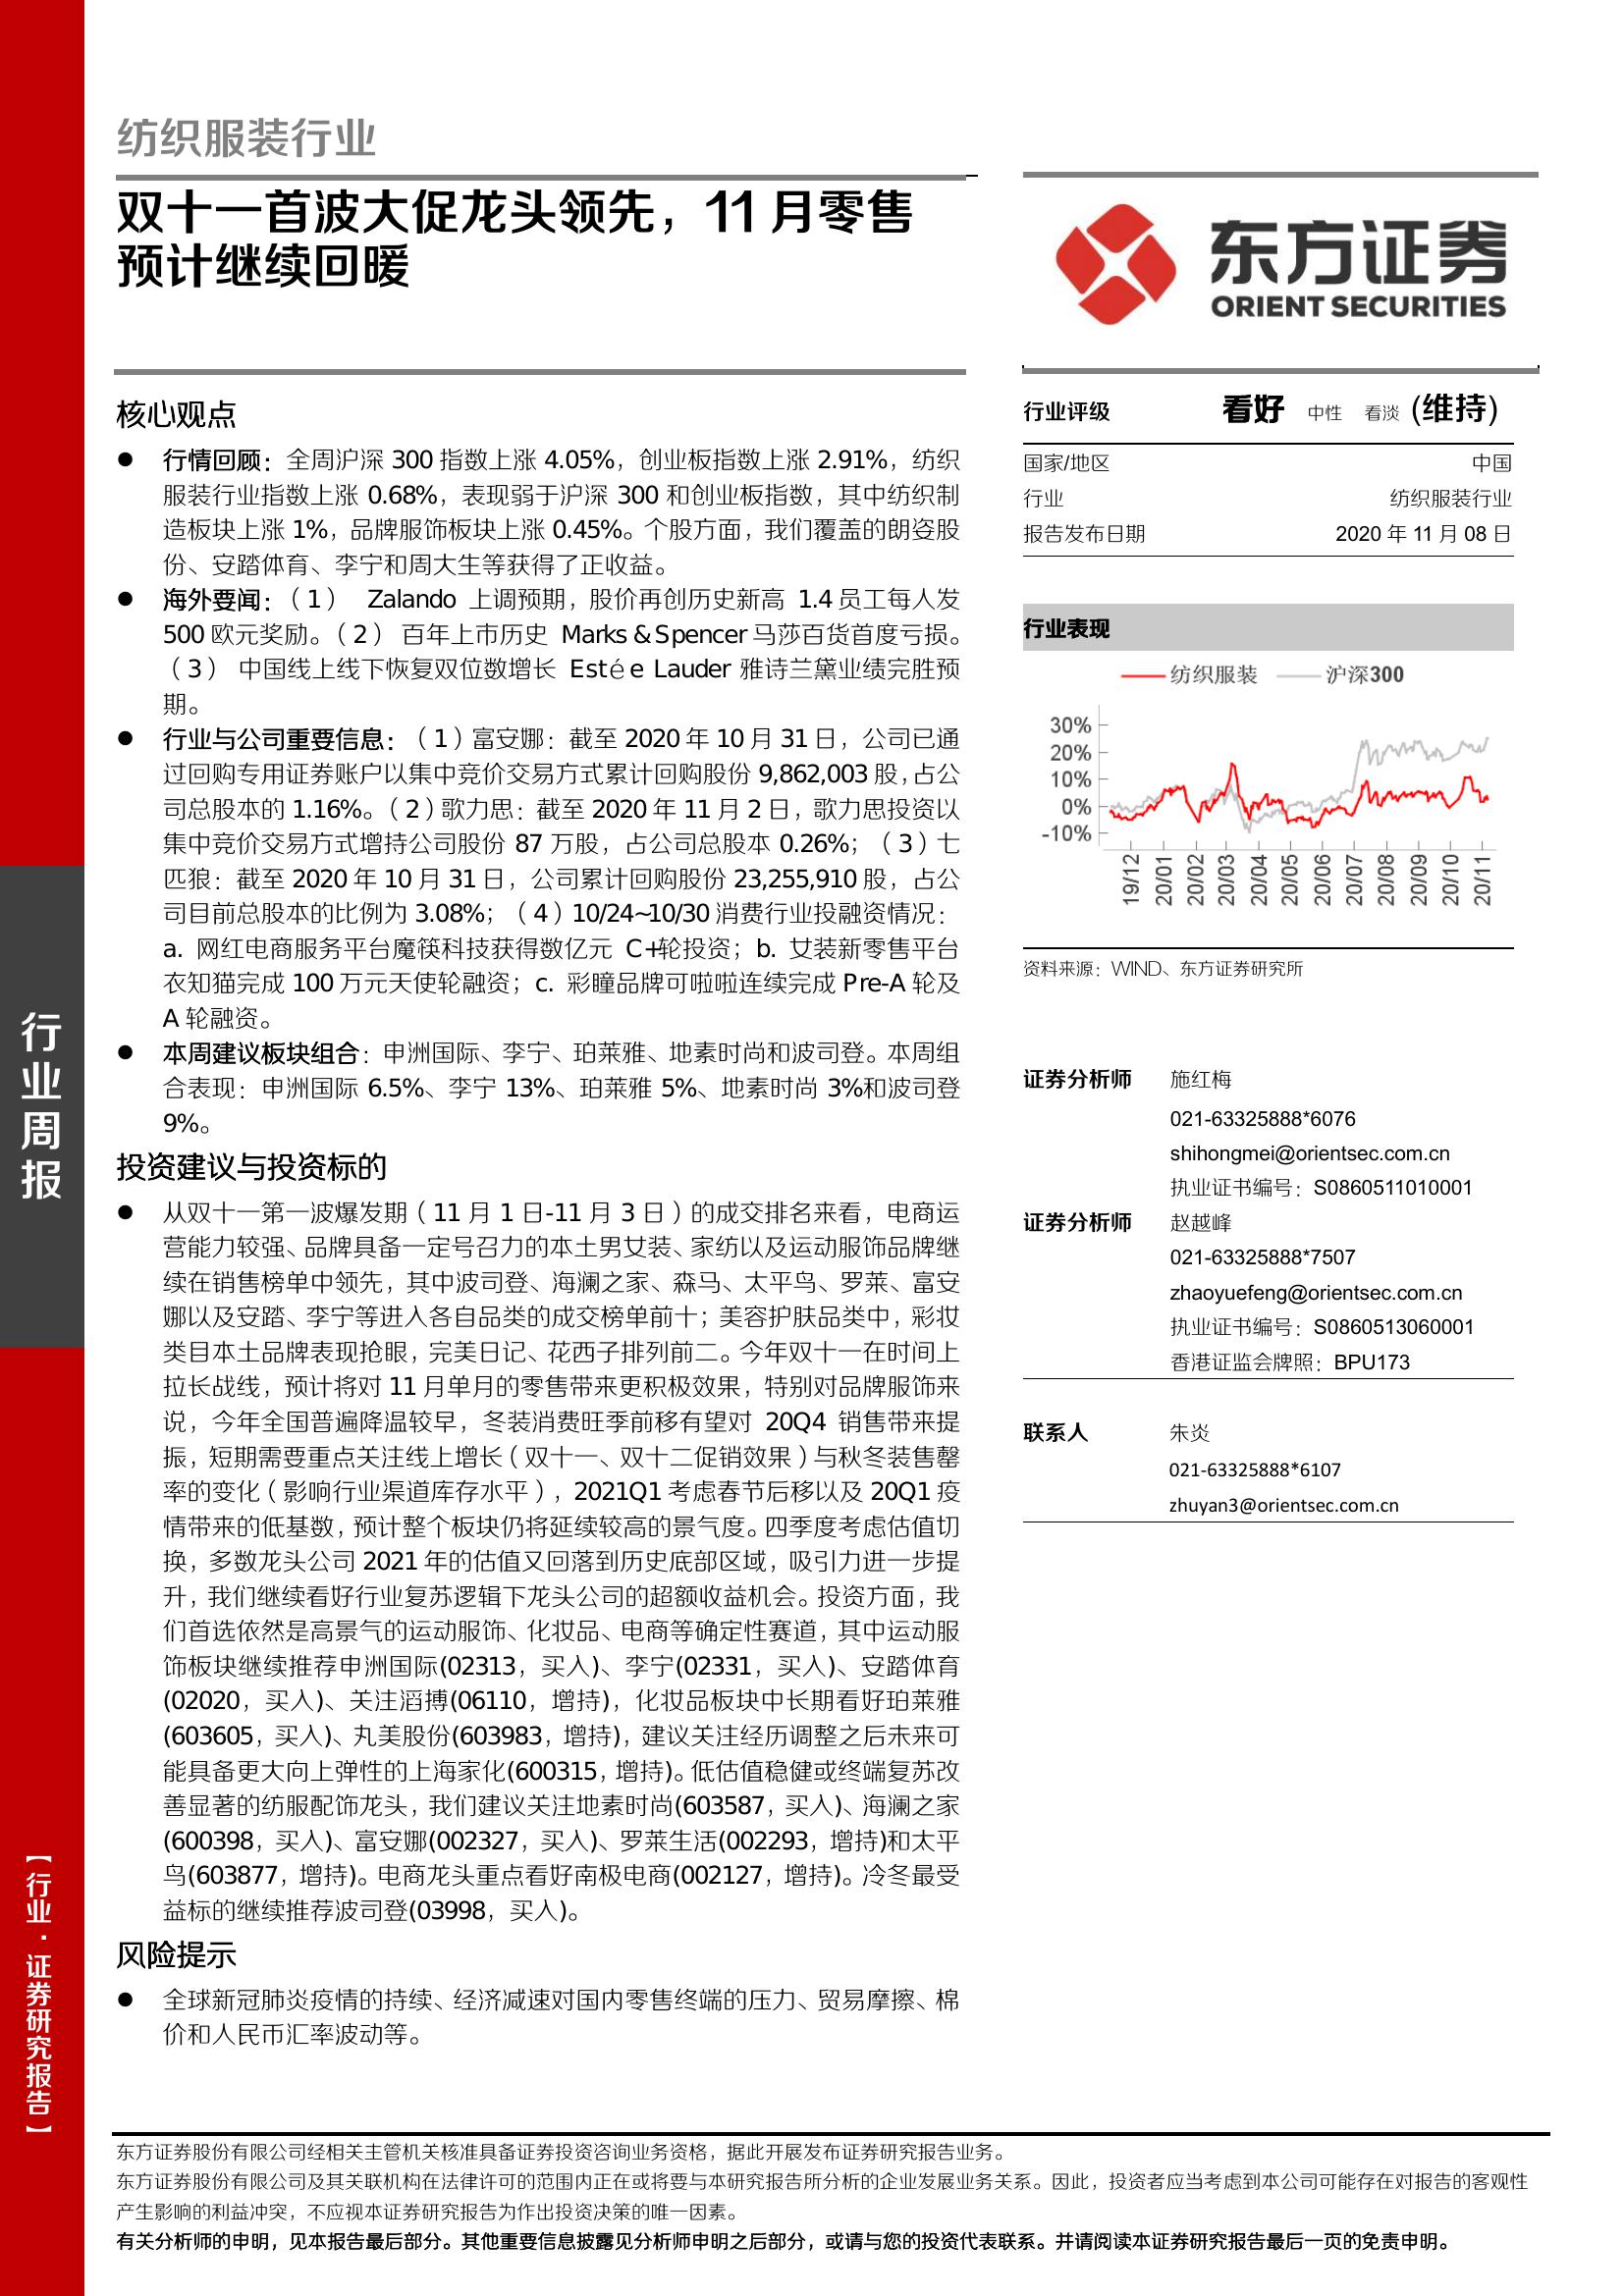 纺织服装行业
双十一首波大促龙头领先，11 月零售
预计继续回暖
东方证券
ORIENT SECURITIES
核心观点
● 行情回顾：全周沪深 300 指数上涨 4.05%，创业板指数上涨 2.91%，纺织
服装行业指数上涨 0.68%，表现弱于沪深 300 和创业板指数，其中纺织制
造板块上涨 1%，品牌服饰板块上涨 0.45%。个股方面，我们覆盖的朗姿股
份、安踏体育、李宁和周大生等获得了正收益。
● 海外要闻：（1） Zalando 上调预期，股价再创历史新高 1.4 员工每人发
500 欧元奖励。（2） 百年上市历史 Marks & Spencer 马莎百货首度亏损。
（3） 中国线上线下恢复双位数增长 Estée Lauder 雅诗兰黛业绩完胜预
期。
● 行业与公司重要信息：（1）富安娜：截至 2020 年 10 月 31 日，公司已通
过回购专用证券账户以集中竞价交易方式累计回购股份 9,862,003 股，占公
司总股本的 1.16%。（2）歌力思：截至 2020 年 11 月 2 日，歌力思投资以
集中竞价交易方式增持公司股份 87 万股，占公司总股本 0.26%；（3）七
匹狼：截至 2020 年 10 月 31 日，公司累计回购股份 23,255,910 股，占公
司目前总股本的比例为 3.08%；（4）10/24~10/30 消费行业投融资情况：
a. 网红电商服务平台魔筷科技获得数亿元 C+轮投资；b. 女装新零售平台
衣知猫完成 100 万元天使轮融资；c. 彩瞳品牌可啦啦连续完成 Pre-A 轮及
A 轮融资。
● 本周建议板块组合：申洲国际、李宁、珀莱雅、地素时尚和波司登。本周组
合表现：申洲国际 6.5%、李宁 13%、珀莱雅 5%、地素时尚 3%和波司登
9%。
投资建议与投资标的
● 从双十一第一波爆发期（11 月 1 日-11 月 3 日）的成交排名来看，电商运
营能力较强、品牌具备一定号召力的本土男女装、家纺以及运动服饰品牌继
续在销售榜单中领先，其中波司登、海澜之家、森马、太平鸟、罗莱、富安
娜以及安踏、李宁等进入各自品类的成交榜单前十；美容护肤品类中，彩妆
类目本土品牌表现抢眼，完美日记、花西子排列前二。今年双十一在时间上
拉长战线，预计将对 11 月单月的零售带来更积极效果，特别对品牌服饰来
说，今年全国普遍降温较早，冬装消费旺季前移有望对 20Q4 销售带来提
振，短期需要重点关注线上增长（双十一、双十二促销效果）与秋冬装售罄
率的变化（影响行业渠道库存水平），2021Q1 考虑春节后移以及 20Q1 疫
情带来的低基数，预计整个板块仍将延续较高的景气度。四季度考虑估值切
换，多数龙头公司 2021 年的估值又回落到历史底部区域，吸引力进一步提
升，我们继续看好行业复苏逻辑下龙头公司的超额收益机会。投资方面，我
们首选依然是高景气的运动服饰、化妆品、电商等确定性赛道，其中运动服
饰板块继续推荐申洲国际(02313，买入)、李宁(02331，买入)、安踏体育
(02020，买入)、关注滔搏(06110，增持)，化妆品板块中长期看好珀莱雅
(603605，买入)、丸美股份(603983，增持)，建议关注经历调整之后未来可
能具备更大向上弹性的上海家化(600315，增持)。低估值稳健或终端复苏改
善显著的纺服配饰龙头，我们建议关注地素时尚(603587，买入)、海澜之家
(600398，买入)、富安娜(002327，买入)、罗莱生活(002293，增持)和太平
鸟(603877，增持)。电商龙头重点看好南极电商(002127，增持)。冷冬最受
益标的继续推荐波司登(03998，买入)。
风险提示
● 全球新冠肺炎疫情的持续、经济减速对国内零售终端的压力、贸易摩擦、棉
价和人民币汇率波动等。
行业评级 看好 中性 看淡 (维持)
国家/地区 中国
行业 纺织服装行业
报告发布日期 2020 年 11 月 08 日
行业表现
纺织服装 沪深300
30%
20%
10%
0%
-10%
19/12 20/01 20/02 20/03 20/04 20/05 20/06 20/07 20/08 20/09 20/10 20/11
资料来源：WIND、东方证券研究所
证券分析师 施红梅
021-63325888*6076
shihongmei@orientsec.com.cn
执业证书编号：S0860511010001
证券分析师 赵越峰
021-63325888*7507
zhaoyuefeng@orientsec.com.cn
执业证书编号：S0860513060001
香港证监会牌照：BPU173
联系人 朱炎
021-63325888*6107
zhuyan3@orientsec.com.cn
行业周报
【行业·证券研究报告】
东方证券股份有限公司经相关主管机关核准具备证券投资咨询业务资格，据此开展发布证券研究报告业务。
东方证券股份有限公司及其关联机构在法律许可的范围内正在或将要与本研究报告所分析的企业发展业务关系。因此，投资者应当考虑到本公司可能存在对报告的客观性
产生影响的利益冲突，不应视本证券研究报告为作出投资决策的唯一因素。
有关分析师的申明，见本报告最后部分。其他重要信息披露见分析师申明之后部分，或请与您的投资代表联系。并请阅读本证券研究报告最后一页的免责申明。